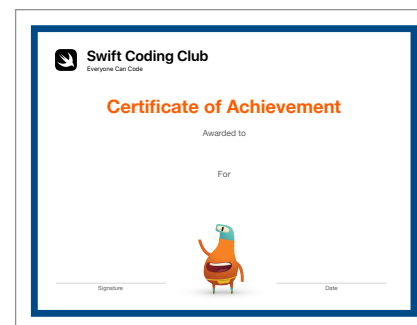 Swift Coding Club
Everyone Can Code
Certificate of Achievement
Awarded to
For
Signature
Date